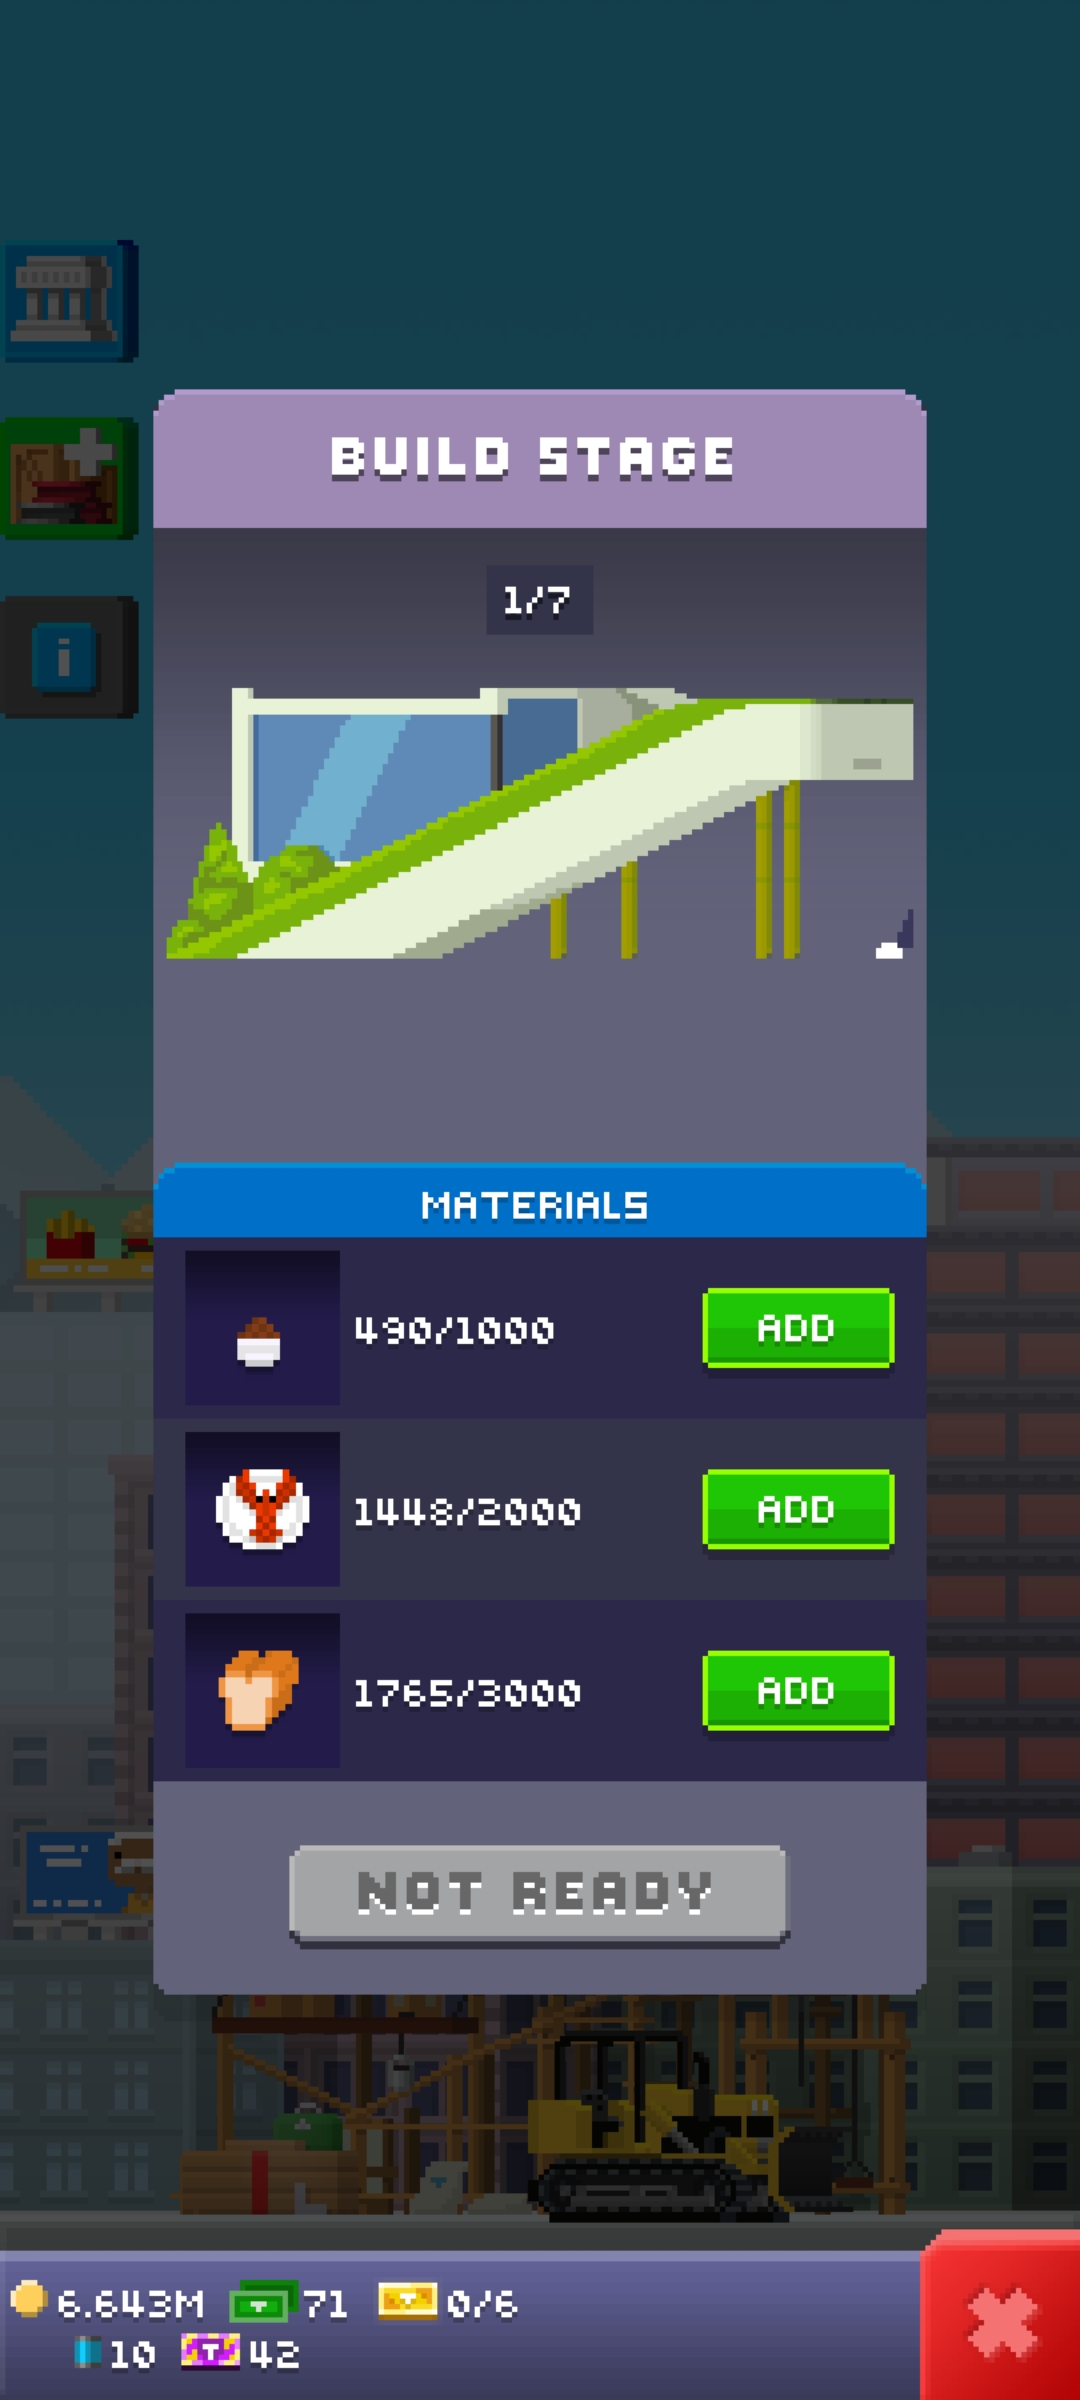 BUILD STAGE
1/7
MATERIALS
490/1000
ADD
1448/2000
ADD
1765/3000
ADD
NOT READY
6.643M 71 0/6
10 42